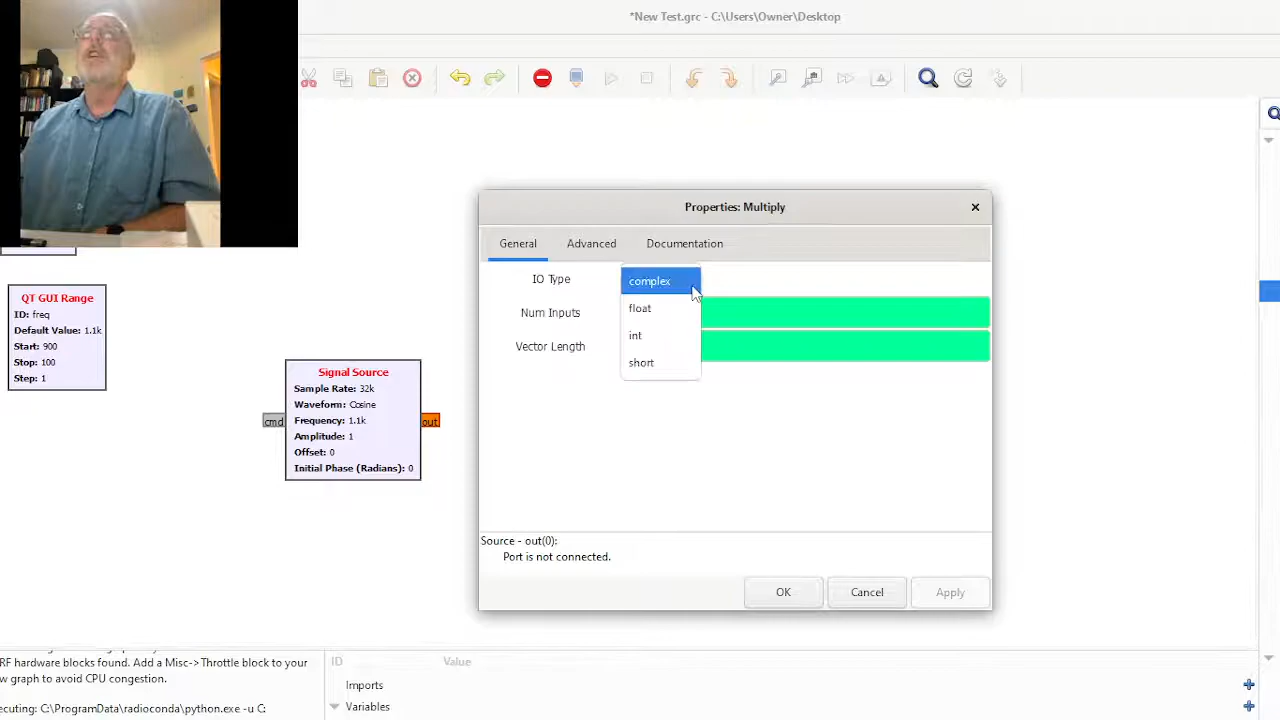 *New Test.grc - C:\Users\Owner\Desktop
Properties: Multiply
General
Advanced
Documentation
IO Type
complex
float
int
short
Num Inputs
Vector Length
QT GUI Range
ID: freq
Default Value: 1.1k
Start: 900
Stop: 100
Step: 1
Signal Source
Sample Rate: 32k
Waveform: Cosine
Frequency: 1.1k
Amplitude: 1
Offset: 0
Initial Phase (Radians): 0
cmd
out
Source - out(0):
Port is not connected.
OK
Cancel
Apply
RF hardware blocks found. Add a Misc->Throttle block to your
w graph to avoid CPU congestion.
ecuting: C:\ProgramData\radioconda\python.exe -u C:
ID
Value
Imports
Variables